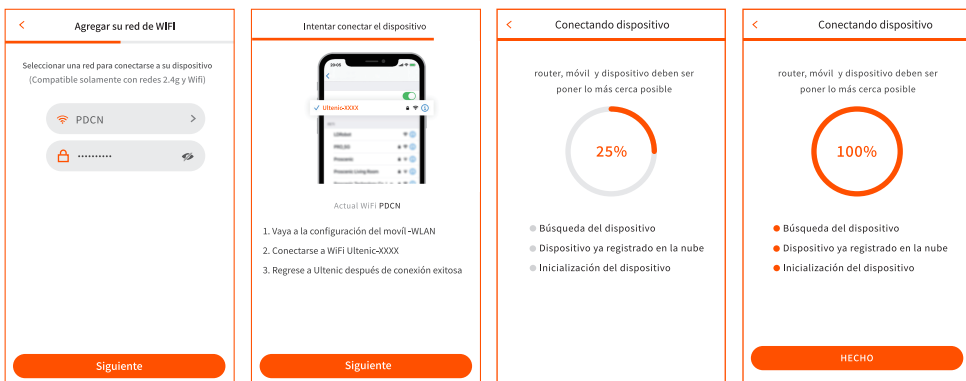 Agregar su red de WIFI
Seleccionar una red para conectarse a su dispositivo
(Compatible solamente con redes 2.4g y Wifi)
PDCN
··········
Siguiente
Intentar conectar el dispositivo
20:05
Ultenic-XXXX
Actual WiFi PDCN
1. Vaya a la configuración del movíl -WLAN
2. Conectarse a WiFi Ultenic-XXXX
3. Regrese a Ultenic después de conexión exitosa
Siguiente
Conectando dispositivo
router, móvil y dispositivo deben ser
poner lo más cerca posible
25%
Búsqueda del dispositivo
Dispositivo ya registrado en la nube
Inicialización del dispositivo
Conectando dispositivo
router, móvil y dispositivo deben ser
poner lo más cerca posible
100%
Búsqueda del dispositivo
Dispositivo ya registrado en la nube
Inicialización del dispositivo
HECHO